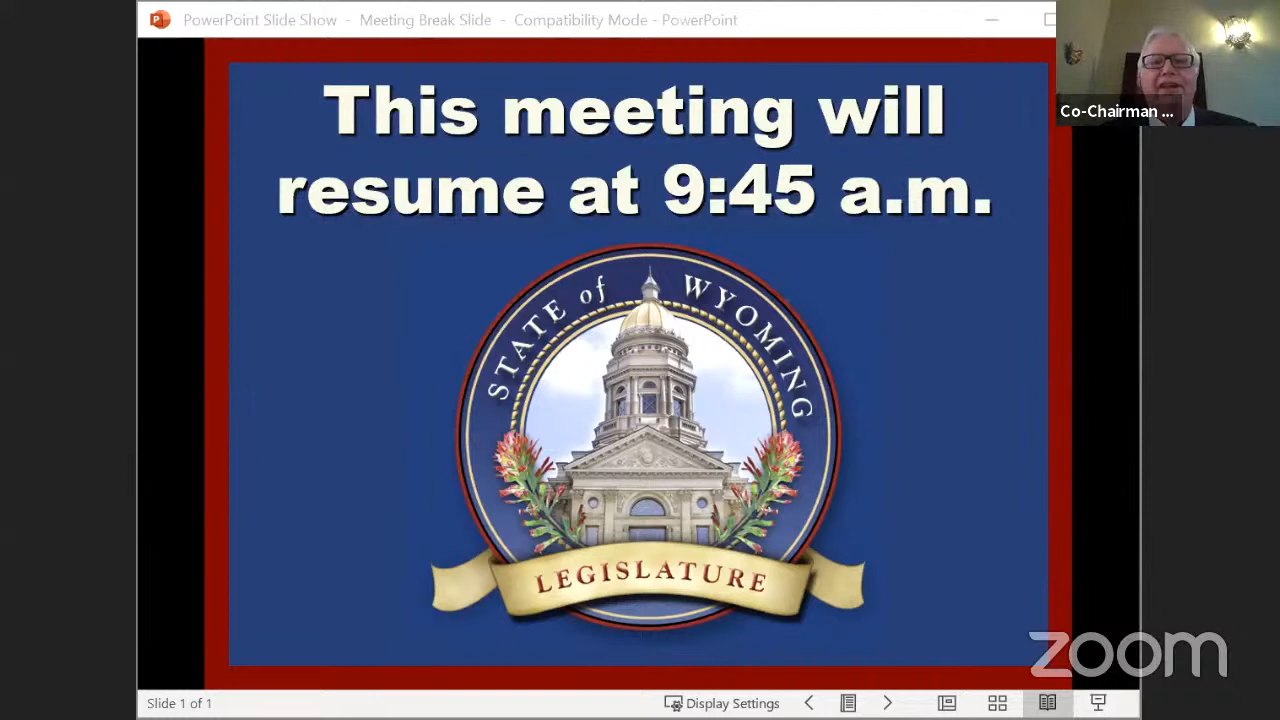 PowerPoint Slide Show - Meeting Break Slide - Compatibility Mode - PowerPoint
Co-Chairman ...
This meeting will
resume at 9:45 a.m.
STATE of WYOMING
LEGISLATURE
zoom
Slide 1 of 1
Display Settings